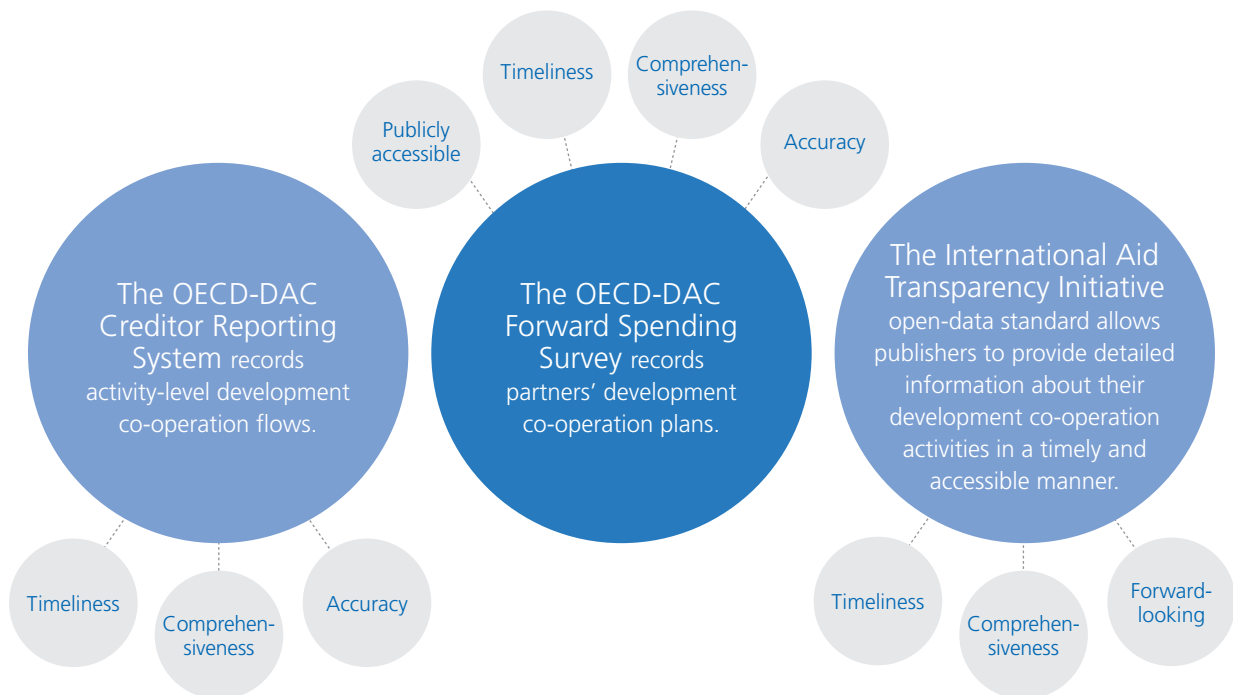 Timeliness
Comprehen-
siveness
Publicly
accessible
Accuracy
The OECD-DAC
Creditor Reporting
System records
activity-level development
co-operation flows.
The OECD-DAC
Forward Spending
Survey records
partners’ development
co-operation plans.
The International Aid
Transparency Initiative
open-data standard allows
publishers to provide detailed
information about their
development co-operation
activities in a timely and
accessible manner.
Timeliness
Comprehen-
siveness
Accuracy
Timeliness
Comprehen-
siveness
Forward-
looking